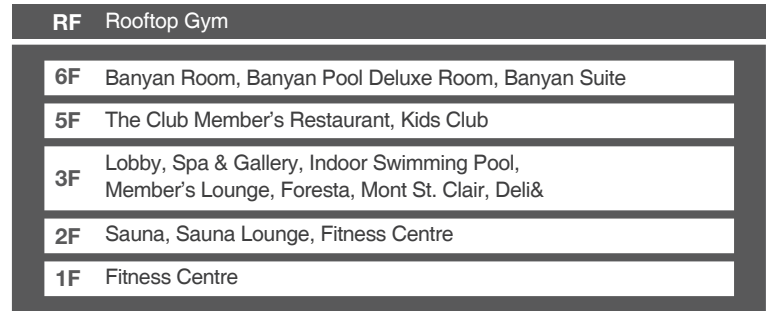 RF Rooftop Gym
6F Banyan Room, Banyan Pool Deluxe Room, Banyan Suite
5F The Club Member’s Restaurant, Kids Club
3F Lobby, Spa & Gallery, Indoor Swimming Pool,
Member’s Lounge, Foresta, Mont St. Clair, Deli&
2F Sauna, Sauna Lounge, Fitness Centre
1F Fitness Centre